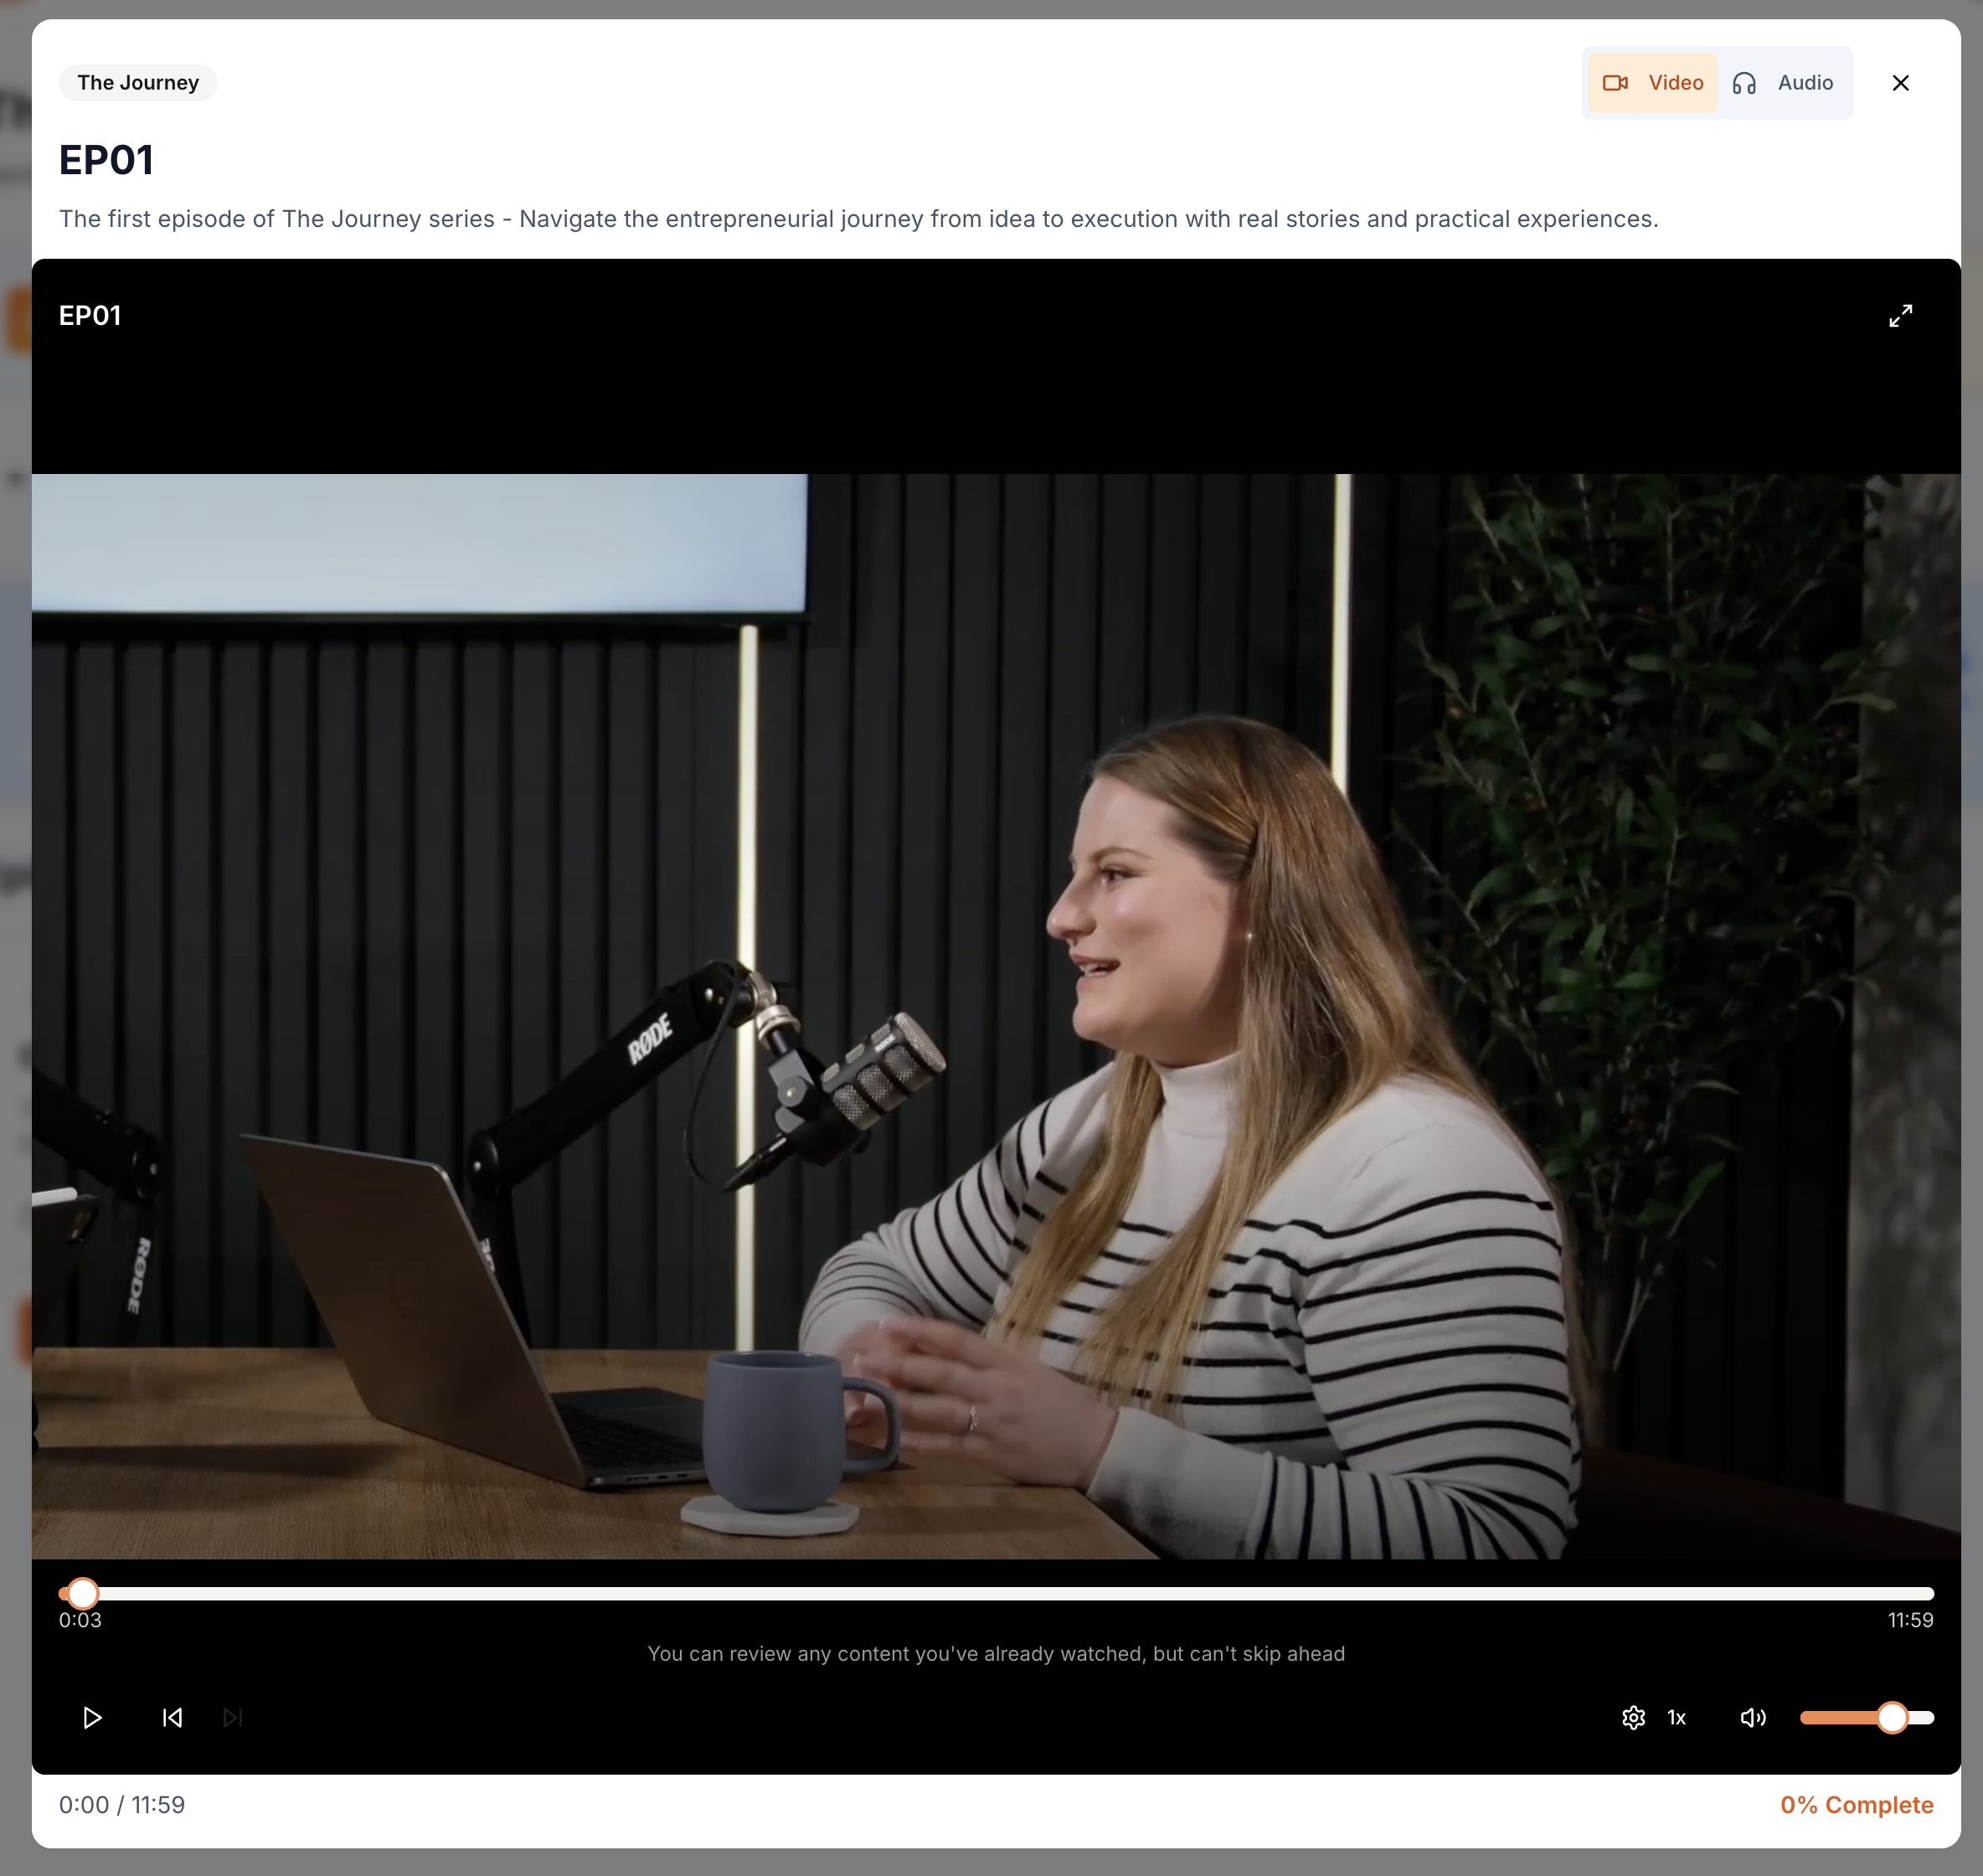 The Journey
Video
Audio
EP01
The first episode of The Journey series - Navigate the entrepreneurial journey from idea to execution with real stories and practical experiences.
EP01
RØDE
RØDE
0:03
11:59
You can review any content you've already watched, but can't skip ahead
1x
0:00 / 11:59
0% Complete